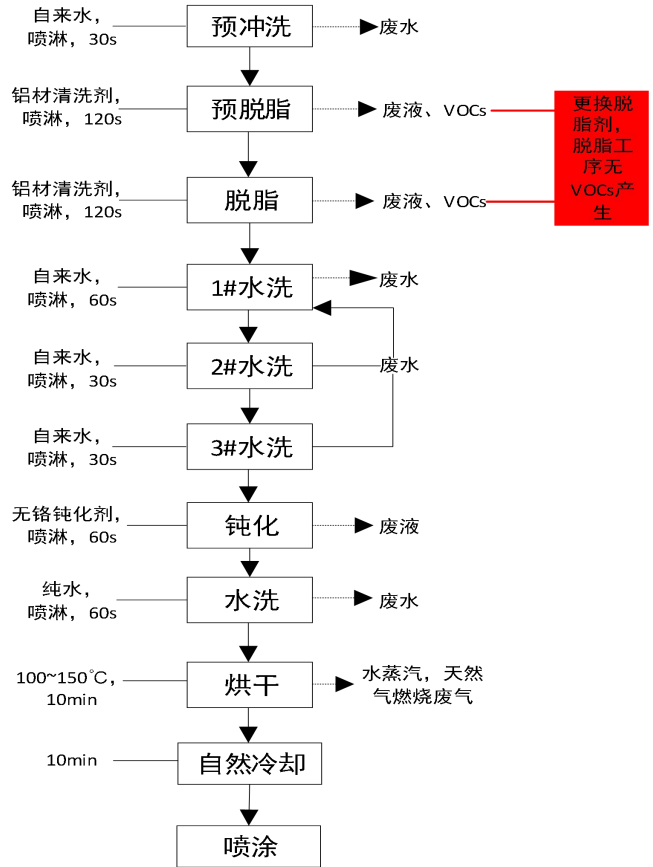 自来水，
喷淋，30s
预冲洗
废水
铝材清洗剂，
喷淋，120s
预脱脂
废液、VOCs
更换脱
脂剂，
脱脂工
序无
VOCs产
生
铝材清洗剂，
喷淋，120s
脱脂
废液、VOCs
自来水，
喷淋，60s
1#水洗
废水
自来水，
喷淋，30s
2#水洗
废水
自来水，
喷淋，30s
3#水洗
无铬钝化剂，
喷淋，60s
钝化
废液
纯水，
喷淋，60s
水洗
废水
100~150℃，
10min
烘干
水蒸汽，天然
气燃烧废气
10min
自然冷却
喷涂